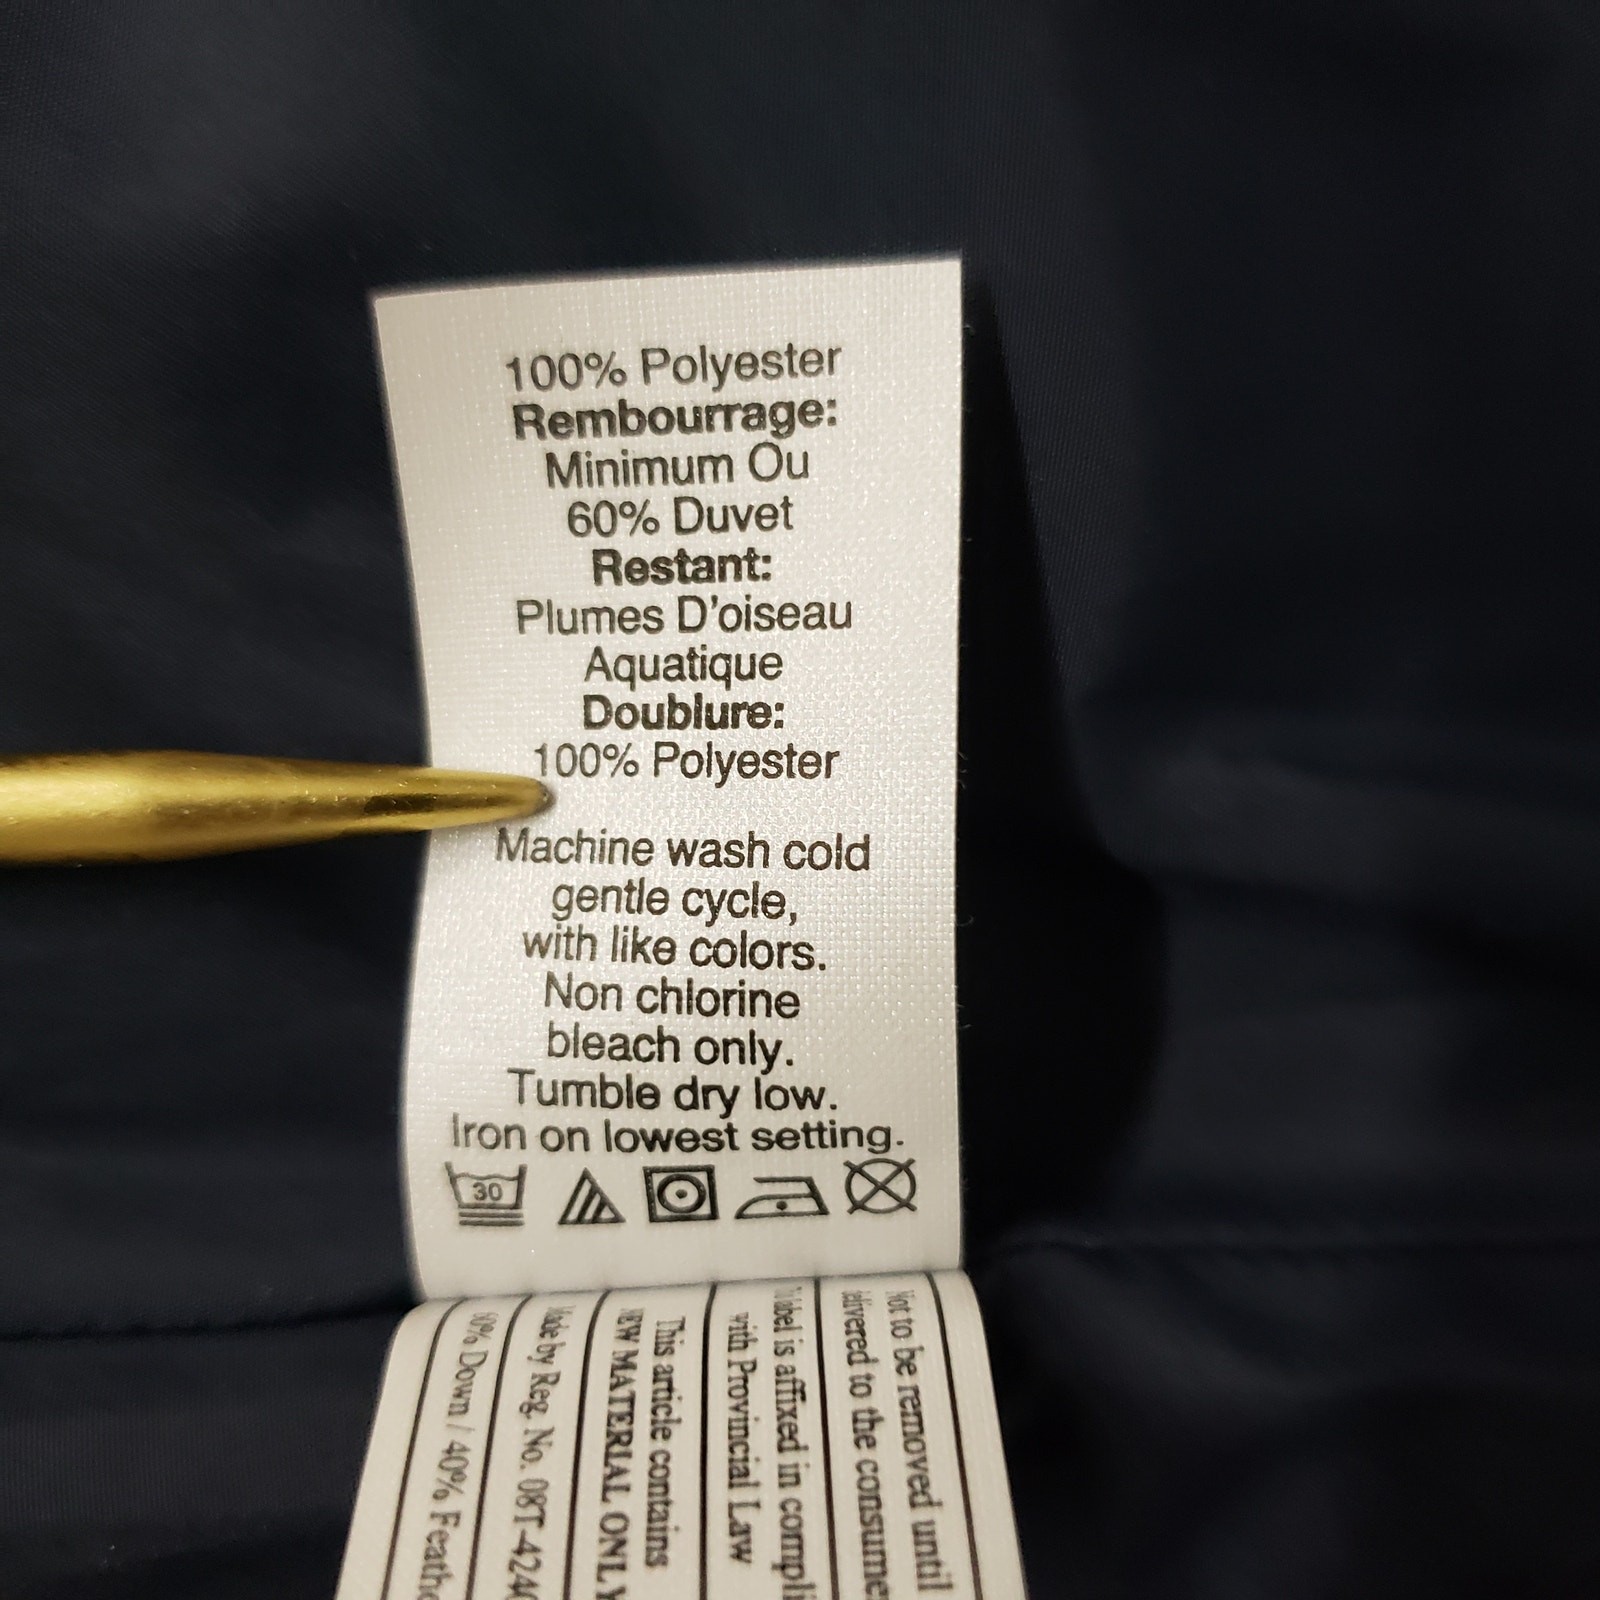 100% Polyester
Rembourrage:
Minimum Ou
60% Duvet
Restant:
Plumes D'oiseau
Aquatique
Doublure:
100% Polyester
Machine wash cold
gentle cycle,
with like colors.
Non chlorine
bleach only.
Tumble dry low.
Iron on lowest setting.
30
Not to be removed until
delivered to the consumer
label is affixed in compli
with Provincial Law
This article contains
NEW MATERIAL ONLY
Made by Reg. No. 08T-424
60% Down / 40% Feath